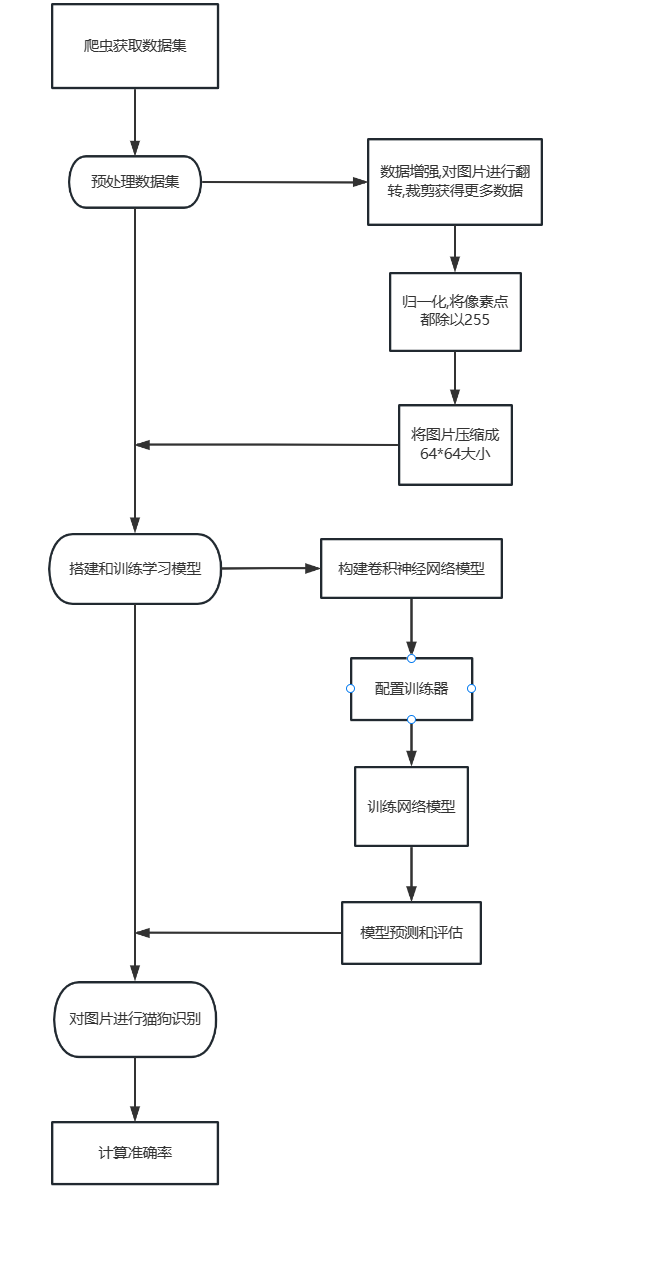 爬虫获取数据集
预处理数据集
数据增强,对图片进行翻
转,裁剪获得更多数据
归一化,将像素点
都除以255
将图片压缩成
64*64大小
搭建和训练学习模型
构建卷积神经网络模型
配置训练器
训练网络模型
模型预测和评估
对图片进行猫狗识别
计算准确率